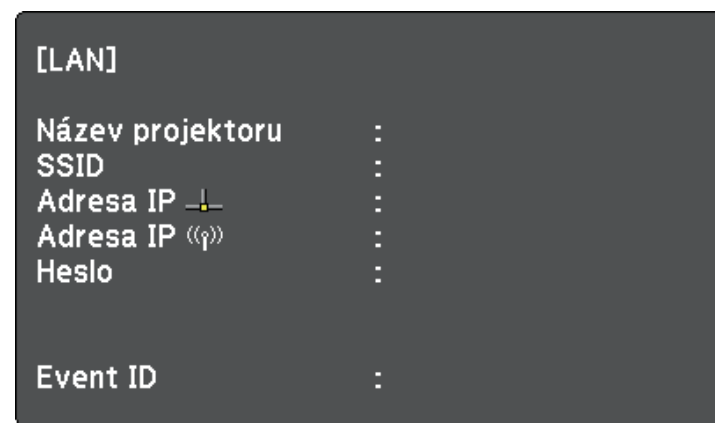 [LAN]
Název projektoru :
SSID :
Adresa IP :
Adresa IP :
Heslo :
Event ID :